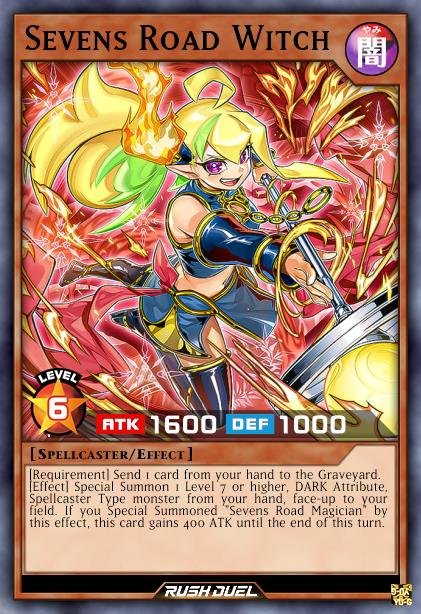 Sevens Road Witch
やみ
闇
LEVEL
6
ATK 1600 DEF 1000
[Spellcaster/Effect]
[Requirement] Send 1 card from your hand to the Graveyard.
[Effect] Special Summon 1 Level 7 or higher, DARK Attribute,
Spellcaster Type monster from your hand, face-up to your
field. If you Special Summoned "Sevens Road Magician" by
this effect, this card gains 400 ATK until the end of this turn.
RUSH DUEL